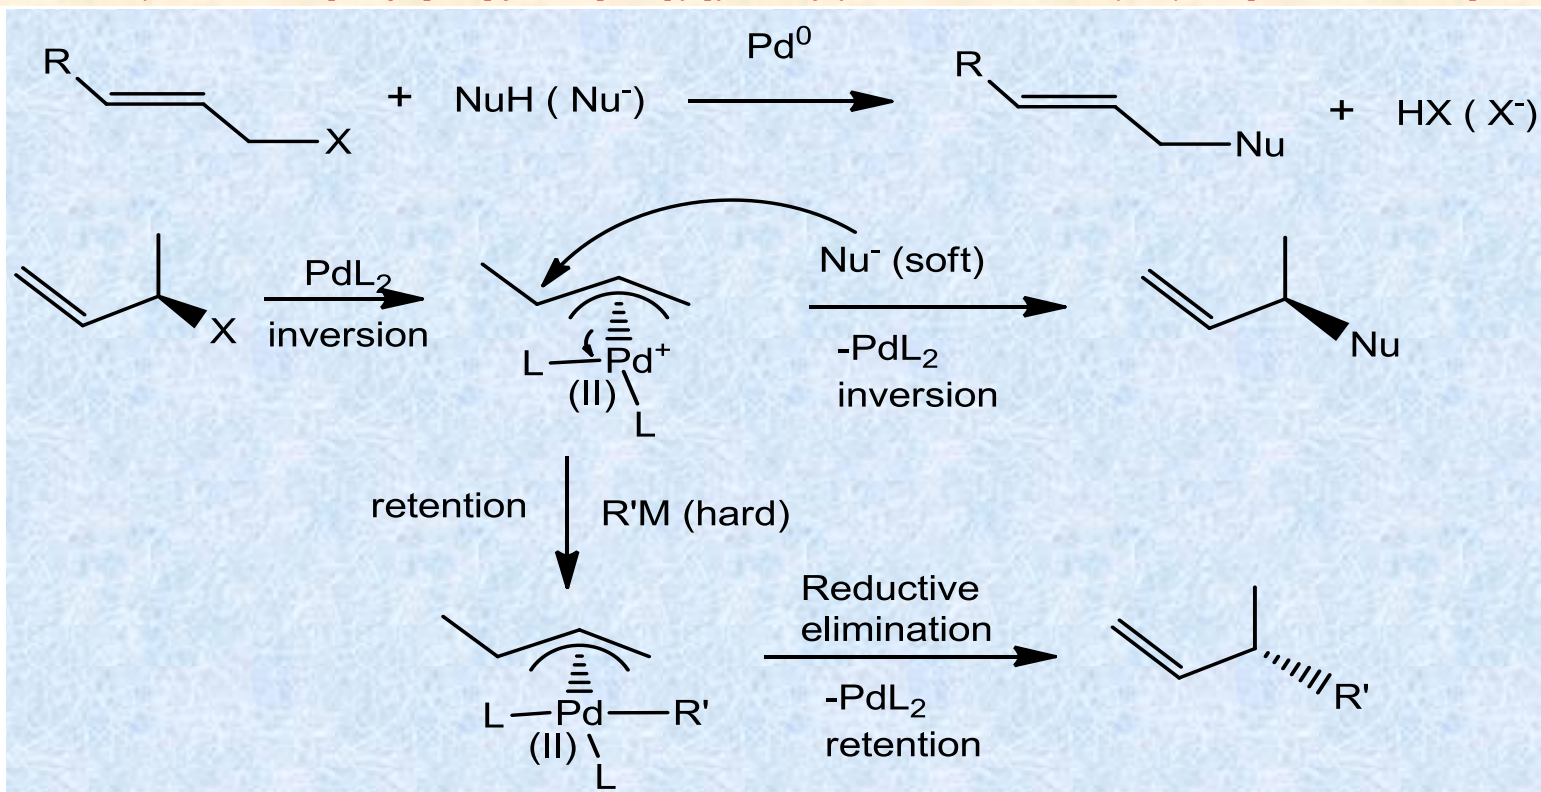 R
X
+
NuH ( Nu⁻)
Pd⁰
R
Nu
+
HX ( X⁻)
X
PdL₂
inversion
L
Pd⁺
(II)
L
Nu⁻ (soft)
-PdL₂
inversion
Nu
retention
R'M (hard)
L
Pd
R'
(II)
L
Reductive
elimination
-PdL₂
retention
R'